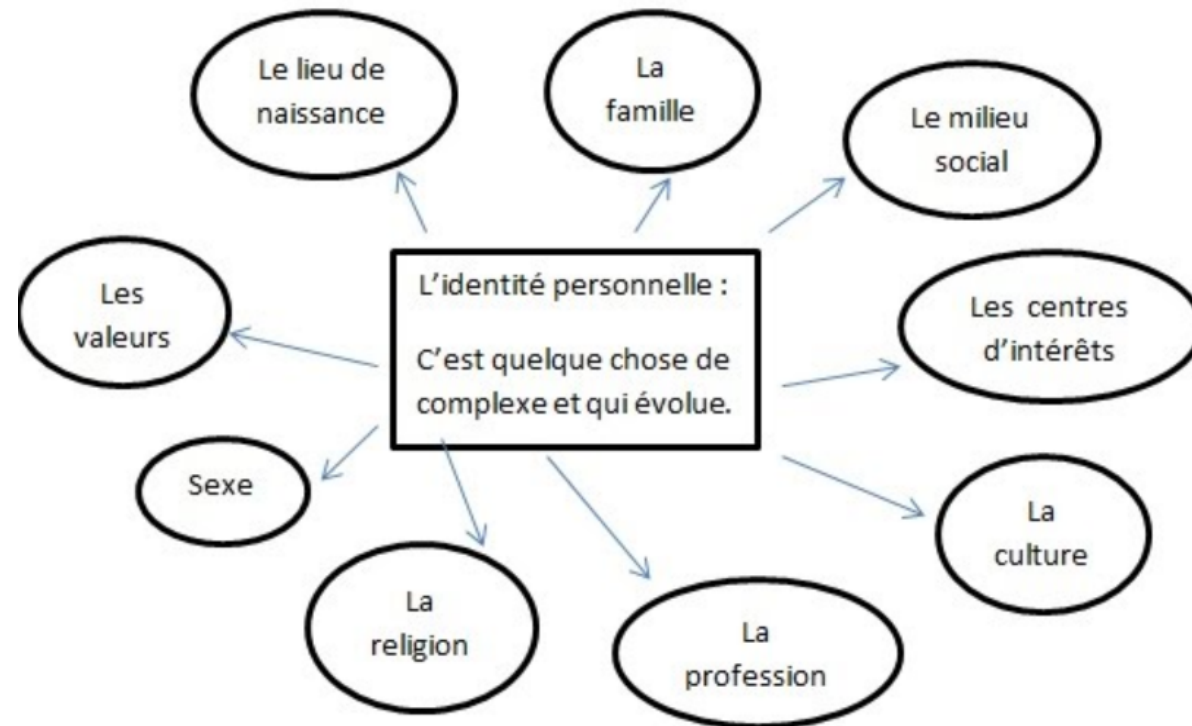 Le lieu de
naissance
La
famille
Le milieu
social
L'identité personnelle :
C'est quelque chose de
complexe et qui évolue.
Les
valeurs
Les centres
d'intérêts
Sexe
La
culture
La
religion
La
profession